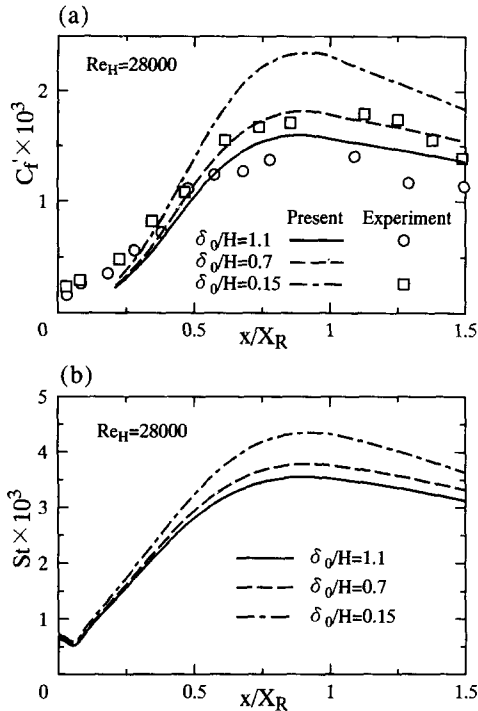 (a)
Re_H=28000
C_f' × 10^3
2
1
0
Present Experiment
δ_0/H=1.1
δ_0/H=0.7
δ_0/H=0.15
0 0.5 1 1.5
x/X_R
(b)
Re_H=28000
St × 10^3
5
4
3
2
1
0
δ_0/H=1.1
δ_0/H=0.7
δ_0/H=0.15
0.5 1 1.5
x/X_R